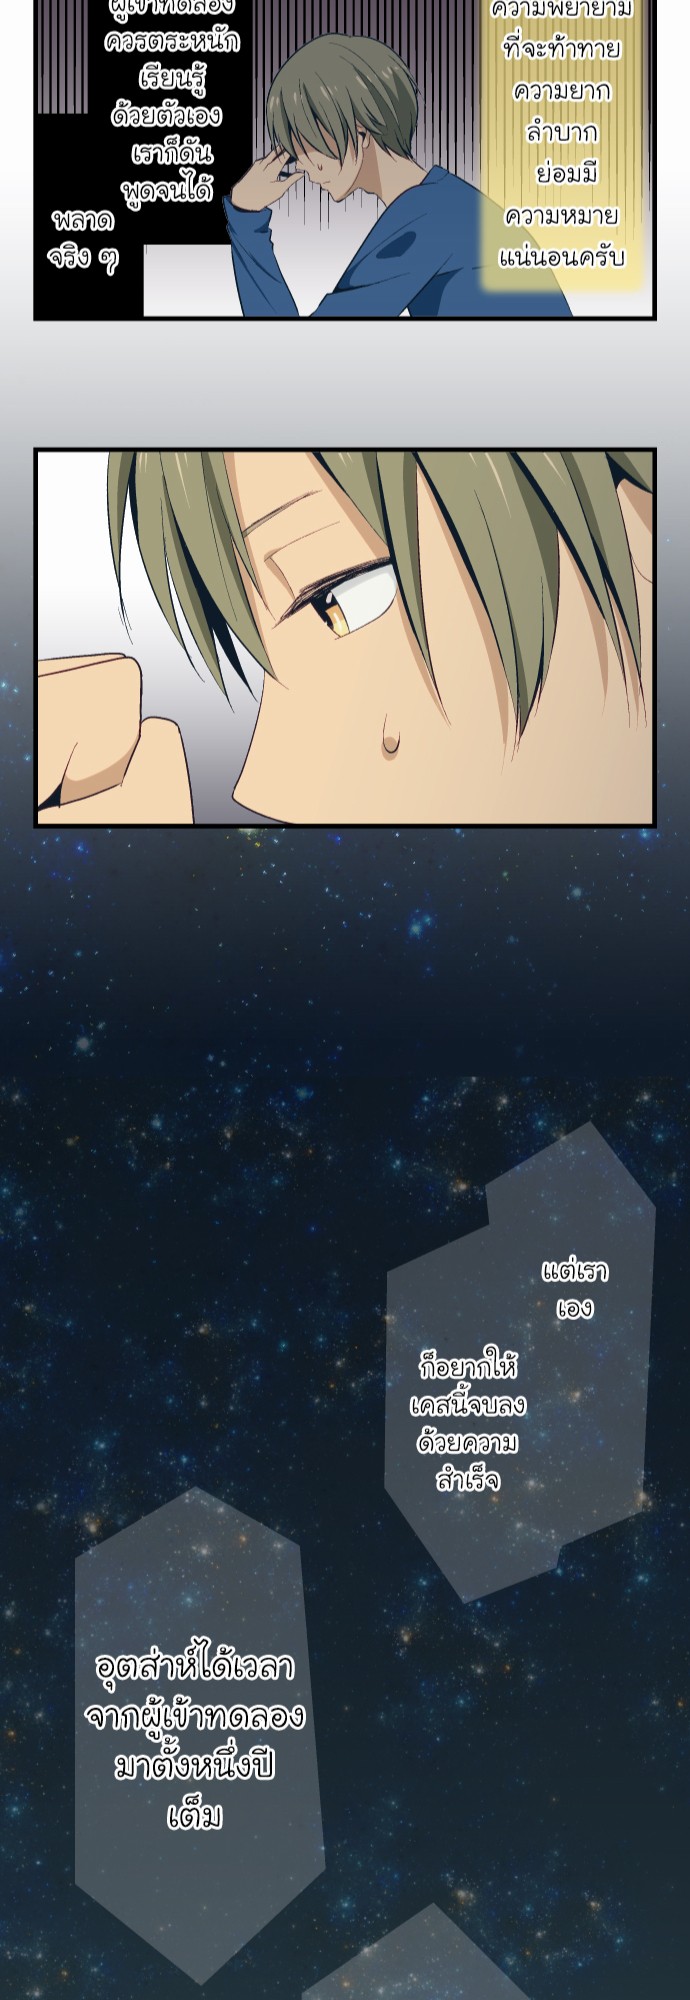 ความพยายาม
ที่จะท้าทาย
ความยาก
ลำบาก
ย่อมมี
ความหมาย
แน่นอนครับ
ผู้เข้าทดลอง
ควรตระหนัก
เรียนรู้
ด้วยตัวเอง
เราก็ดัน
พูดจนได้
พลาด
จริง ๆ
แต่เรา
เอง
ก็อยากให้
เคสนี้จบลง
ด้วยความ
สำเร็จ
อุตส่าห์ได้เวลา
จากผู้เข้าทดลอง
มาตั้งหนึ่งปี
เต็ม